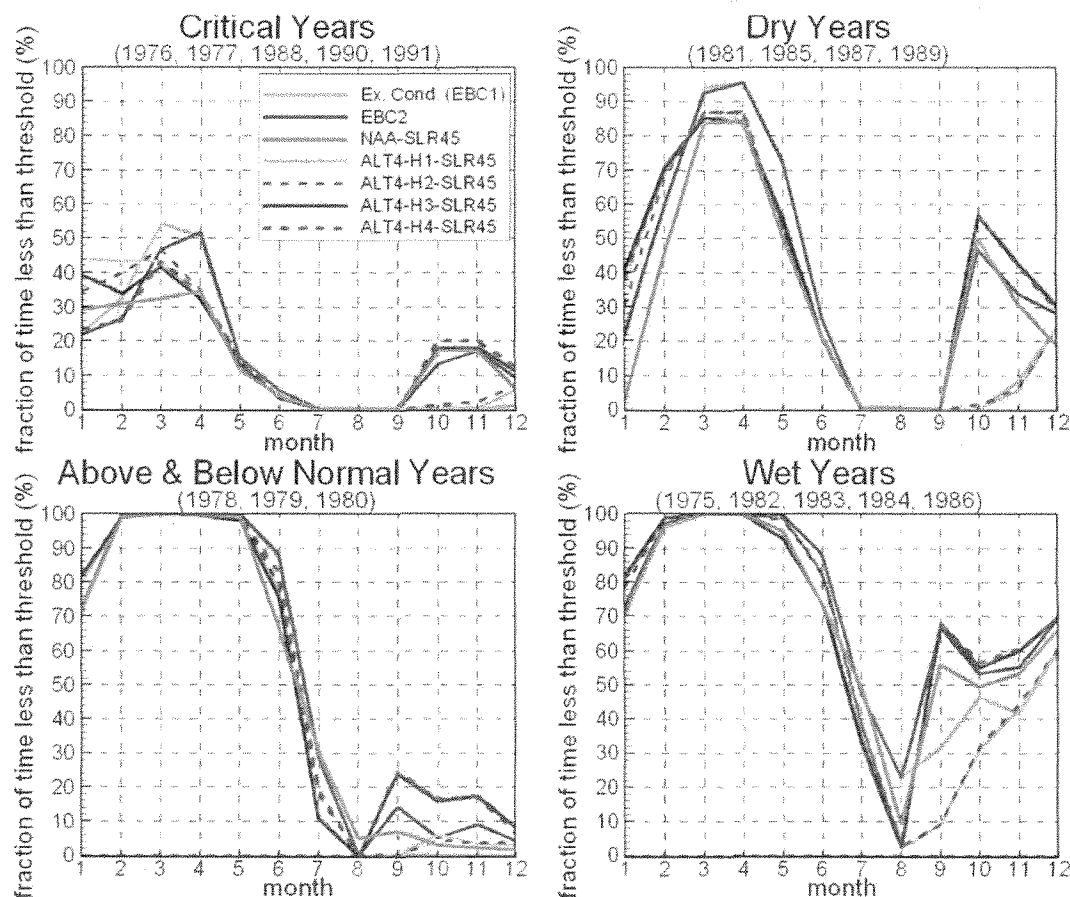 Critical Years
(1976, 1977, 1988, 1990, 1991)
fraction of time less than threshold (%)
100
90
80
70
60
50
40
30
20
10
0
Ex. Cond. (EBC1)
EBC2
NAA-SLR45
ALT4-H1-SLR45
ALT4-H2-SLR45
ALT4-H3-SLR45
ALT4-H4-SLR45
1 2 3 4 5 6 7 8 9 10 11 12
month
Dry Years
(1981, 1985, 1987, 1989)
fraction of time less than threshold (%)
100
90
80
70
60
50
40
30
20
10
0
1 2 3 4 5 6 7 8 9 10 11 12
month
Above & Below Normal Years
(1978, 1979, 1980)
fraction of time less than threshold (%)
100
90
80
70
60
50
40
30
20
10
0
1 2 3 4 5 6 7 8 9 10 11 12
month
Wet Years
(1975, 1982, 1983, 1984, 1986)
fraction of time less than threshold (%)
100
90
80
70
60
50
40
30
20
10
0
1 2 3 4 5 6 7 8 9 10 11 12
month